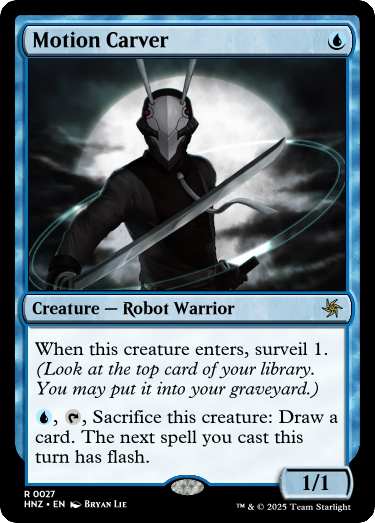 Motion Carver
Creature — Robot Warrior
When this creature enters, surveil 1.
(Look at the top card of your library.
You may put it into your graveyard.)
, , Sacrifice this creature: Draw a
card. The next spell you cast this
turn has flash.
1/1
R 0027
HNZ • EN Bryan Lie
™ & © 2025 Team Starlight